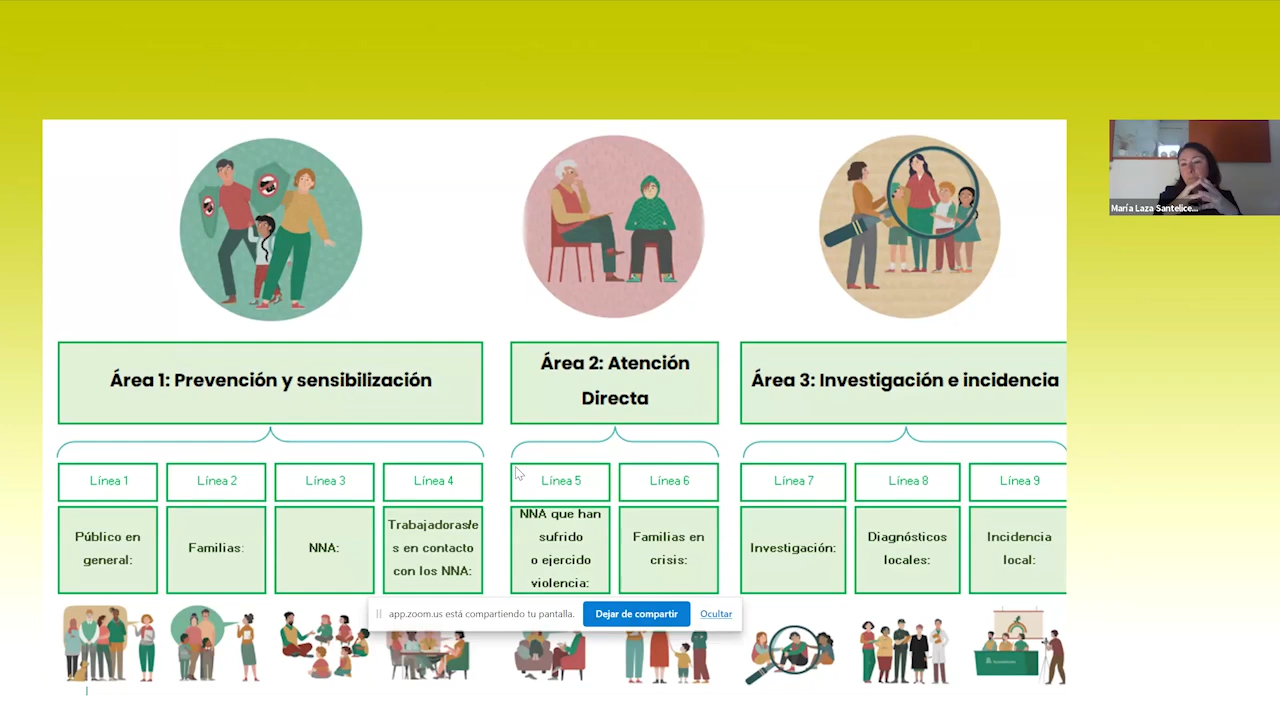 María Laza Santelice...
Área 1: Prevención y sensibilización
Área 2: Atención
Directa
Área 3: Investigación e incidencia
Línea 1
Línea 2
Línea 3
Línea 4
Línea 5
Línea 6
Línea 7
Línea 8
Línea 9
Público en
general:
Familias:
NNA:
Trabajadoras/e
s en contacto
con los NNA:
NNA que han
sufrido
o ejercido
violencia:
Familias en
crisis:
Investigación:
Diagnósticos
locales:
Incidencia
local:
app.zoom.us está compartiendo tu pantalla.
Dejar de compartir
Ocultar